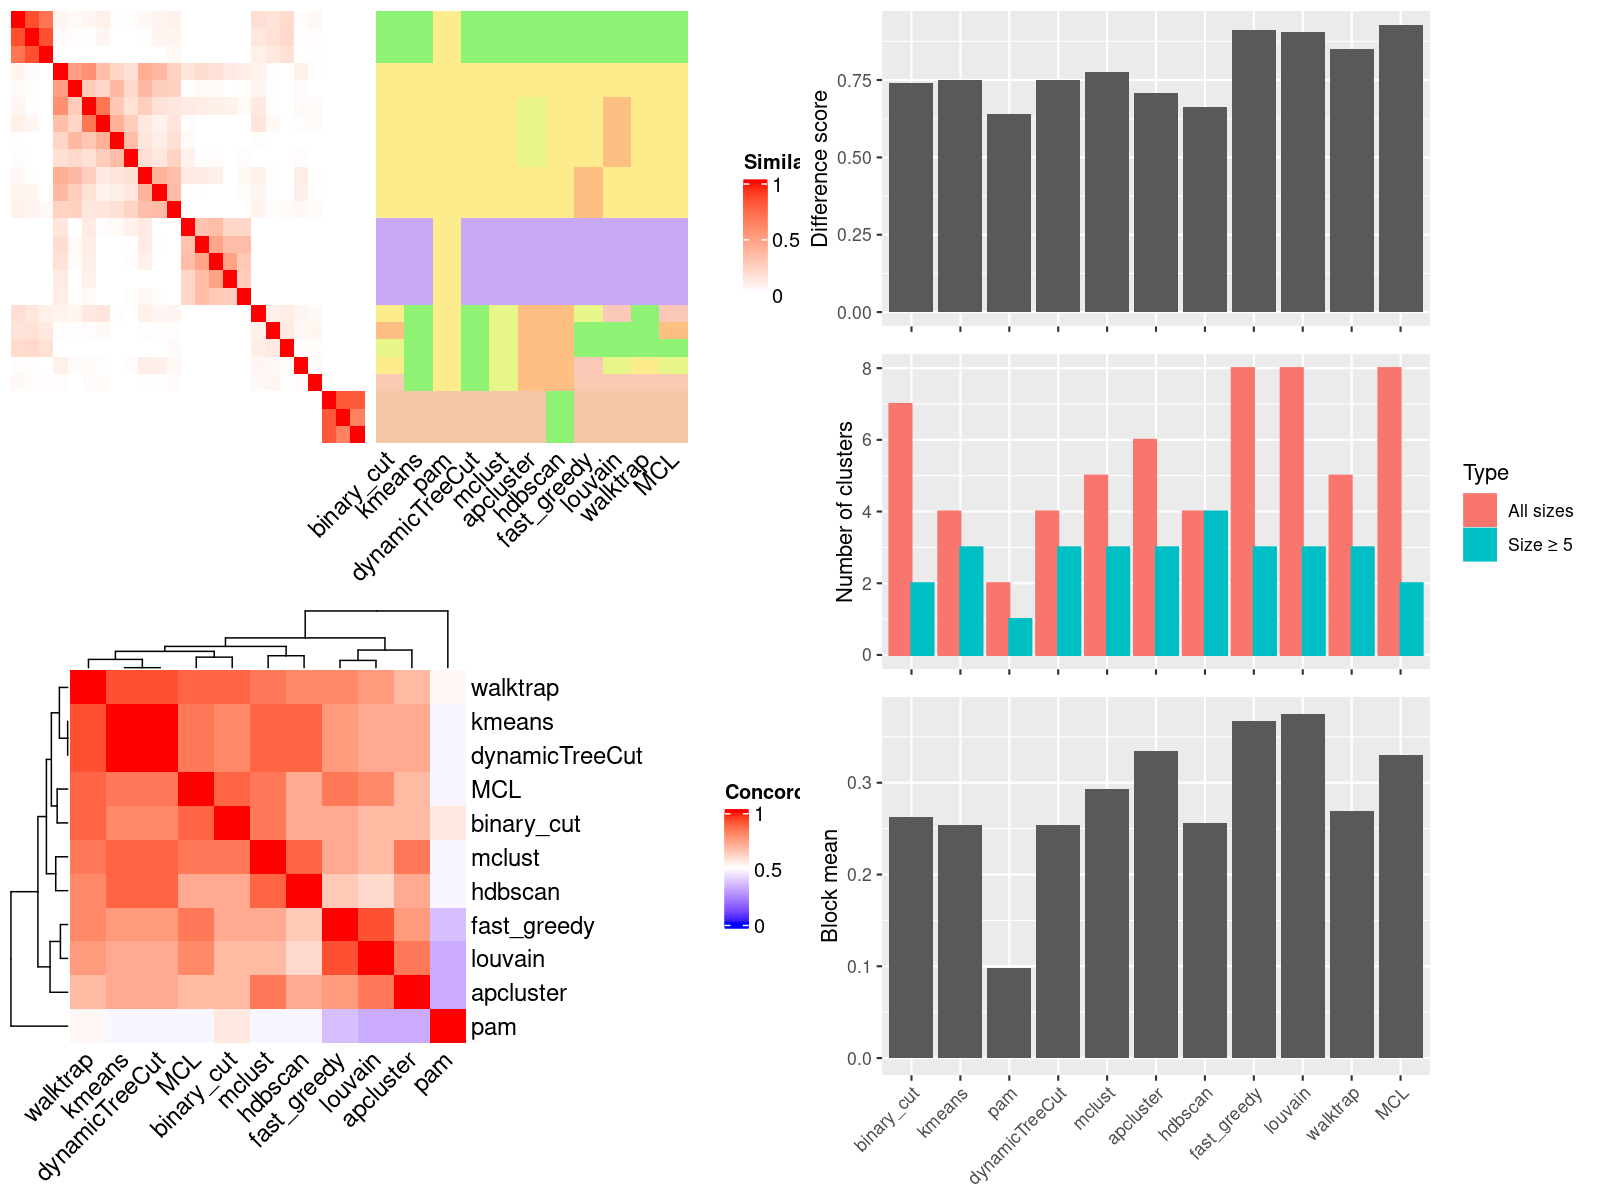 Simila
1
0.5
0
binary_cut
kmeans
pam
dynamicTreeCut
mclust
apcluster
hdbscan
fast_greedy
louvain
walktrap
MCL
walktrap
kmeans
dynamicTreeCut
MCL
binary_cut
mclust
hdbscan
fast_greedy
louvain
apcluster
pam
Concord
1
0.5
0
walktrap
kmeans
dynamicTreeCut
MCL
binary_cut
mclust
hdbscan
fast_greedy
louvain
apcluster
pam
Difference score
0.75
0.50
0.25
0.00
Number of clusters
8
6
4
2
0
Type
All sizes
Size ≥ 5
Block mean
0.3
0.2
0.1
0.0
binary_cut
kmeans
pam
dynamicTreeCut
mclust
apcluster
hdbscan
fast_greedy
louvain
walktrap
MCL